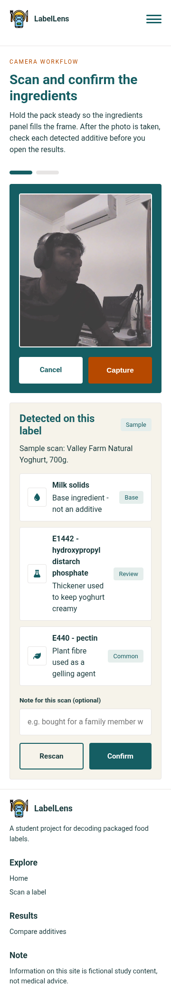 LabelLens
CAMERA WORKFLOW
Scan and confirm the
ingredients
Hold the pack steady so the ingredients
panel fills the frame. After the photo is taken,
check each detected additive before you
open the results.
Cancel
Capture
Detected on this
label
Sample
Sample scan: Valley Farm Natural
Yoghurt, 700g.
Milk solids
Base ingredient -
not an additive
Base
E1442 -
hydroxypropyl
distarch
phosphate
Thickener used
to keep yoghurt
creamy
Review
E440 - pectin
Plant fibre
used as a
gelling agent
Common
Note for this scan (optional)
e.g. bought for a family member w
Rescan
Confirm
LabelLens
A student project for decoding packaged food
labels.
Explore
Home
Scan a label
Results
Compare additives
Note
Information on this site is fictional study content,
not medical advice.